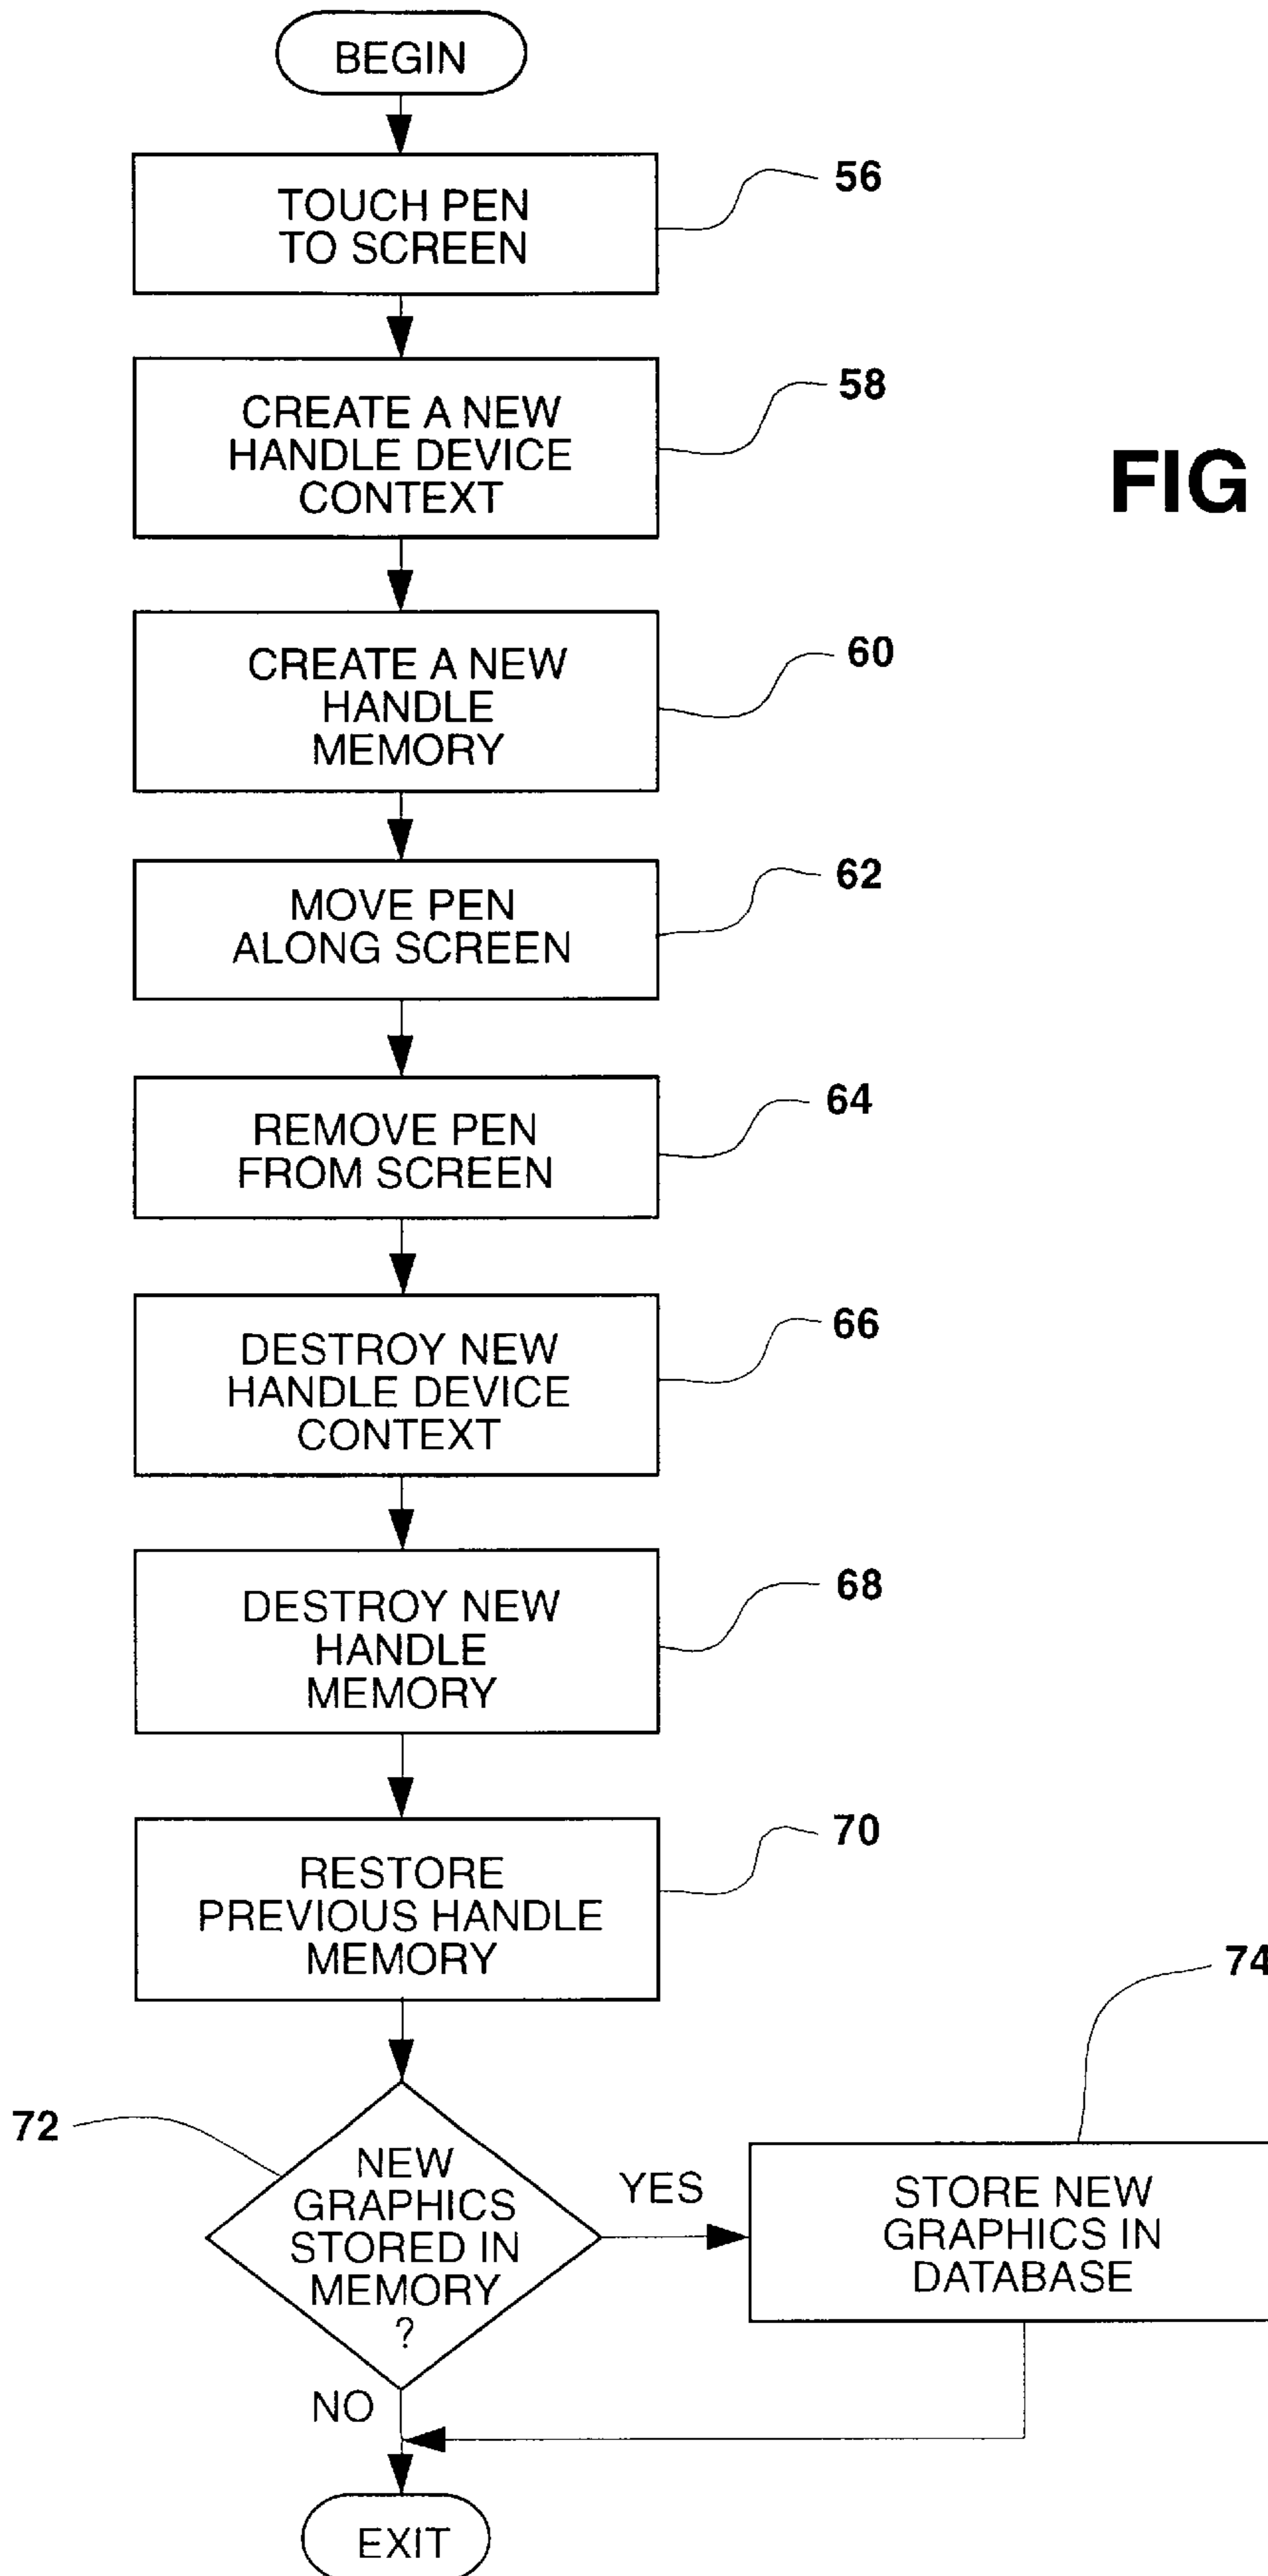 BEGIN
TOUCH PEN
TO SCREEN
56
CREATE A NEW
HANDLE DEVICE
CONTEXT
58
FIG
CREATE A NEW
HANDLE
MEMORY
60
MOVE PEN
ALONG SCREEN
62
REMOVE PEN
FROM SCREEN
64
DESTROY NEW
HANDLE DEVICE
CONTEXT
66
DESTROY NEW
HANDLE
MEMORY
68
RESTORE
PREVIOUS HANDLE
MEMORY
70
72
NEW
GRAPHICS
STORED IN
MEMORY
?
YES
STORE NEW
GRAPHICS IN
DATABASE
74
NO
EXIT